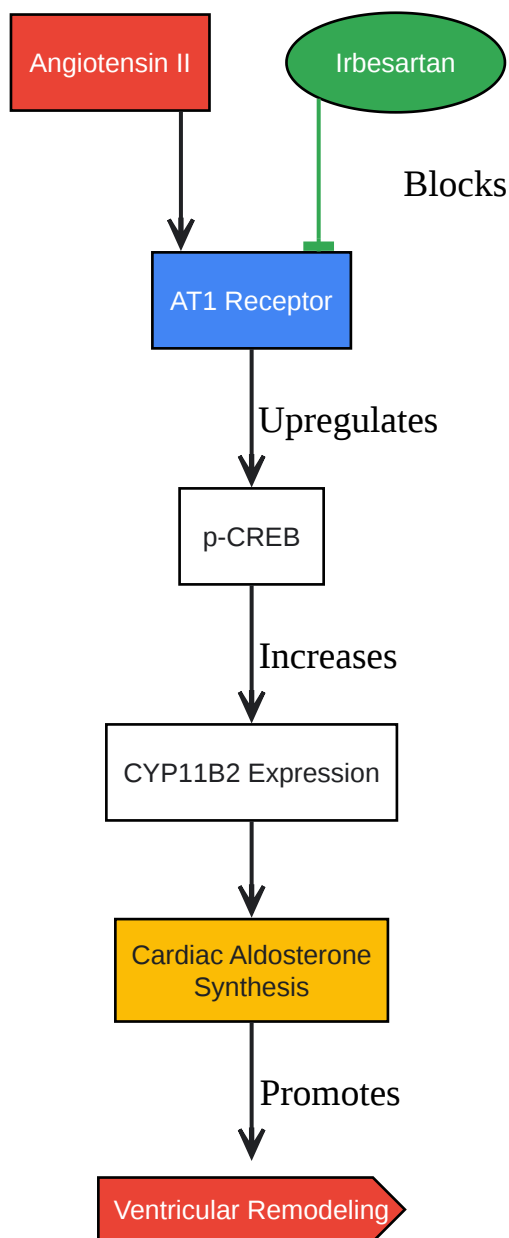 Angiotensin II
Irbesartan
Blocks
AT1 Receptor
Upregulates
p-CREB
Increases
CYP11B2 Expression
Cardiac Aldosterone
Synthesis
Promotes
Ventricular Remodeling